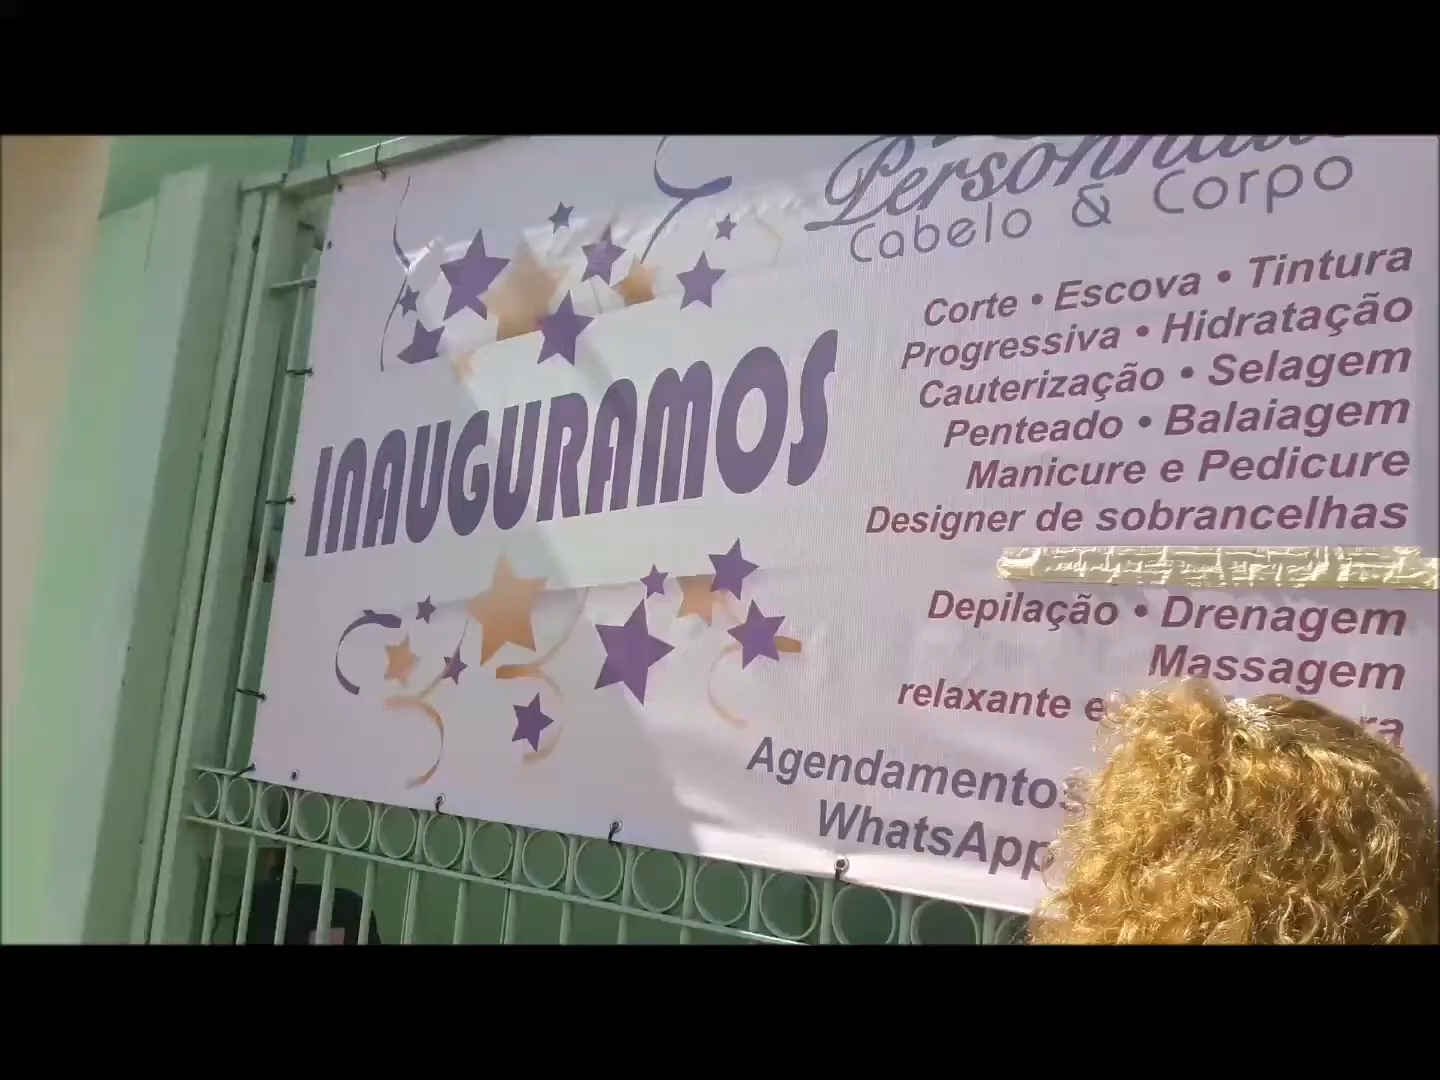 INAUGURAMOS
Cabelo & Corpo
Corte • Escova • Tintura
Progressiva • Hidratação
Cauterização • Selagem
Penteado • Balaiagem
Manicure e Pedicure
Designer de sobrancelhas
Depilação • Drenagem
Massagem
relaxante e
Agendamentos
WhatsApp